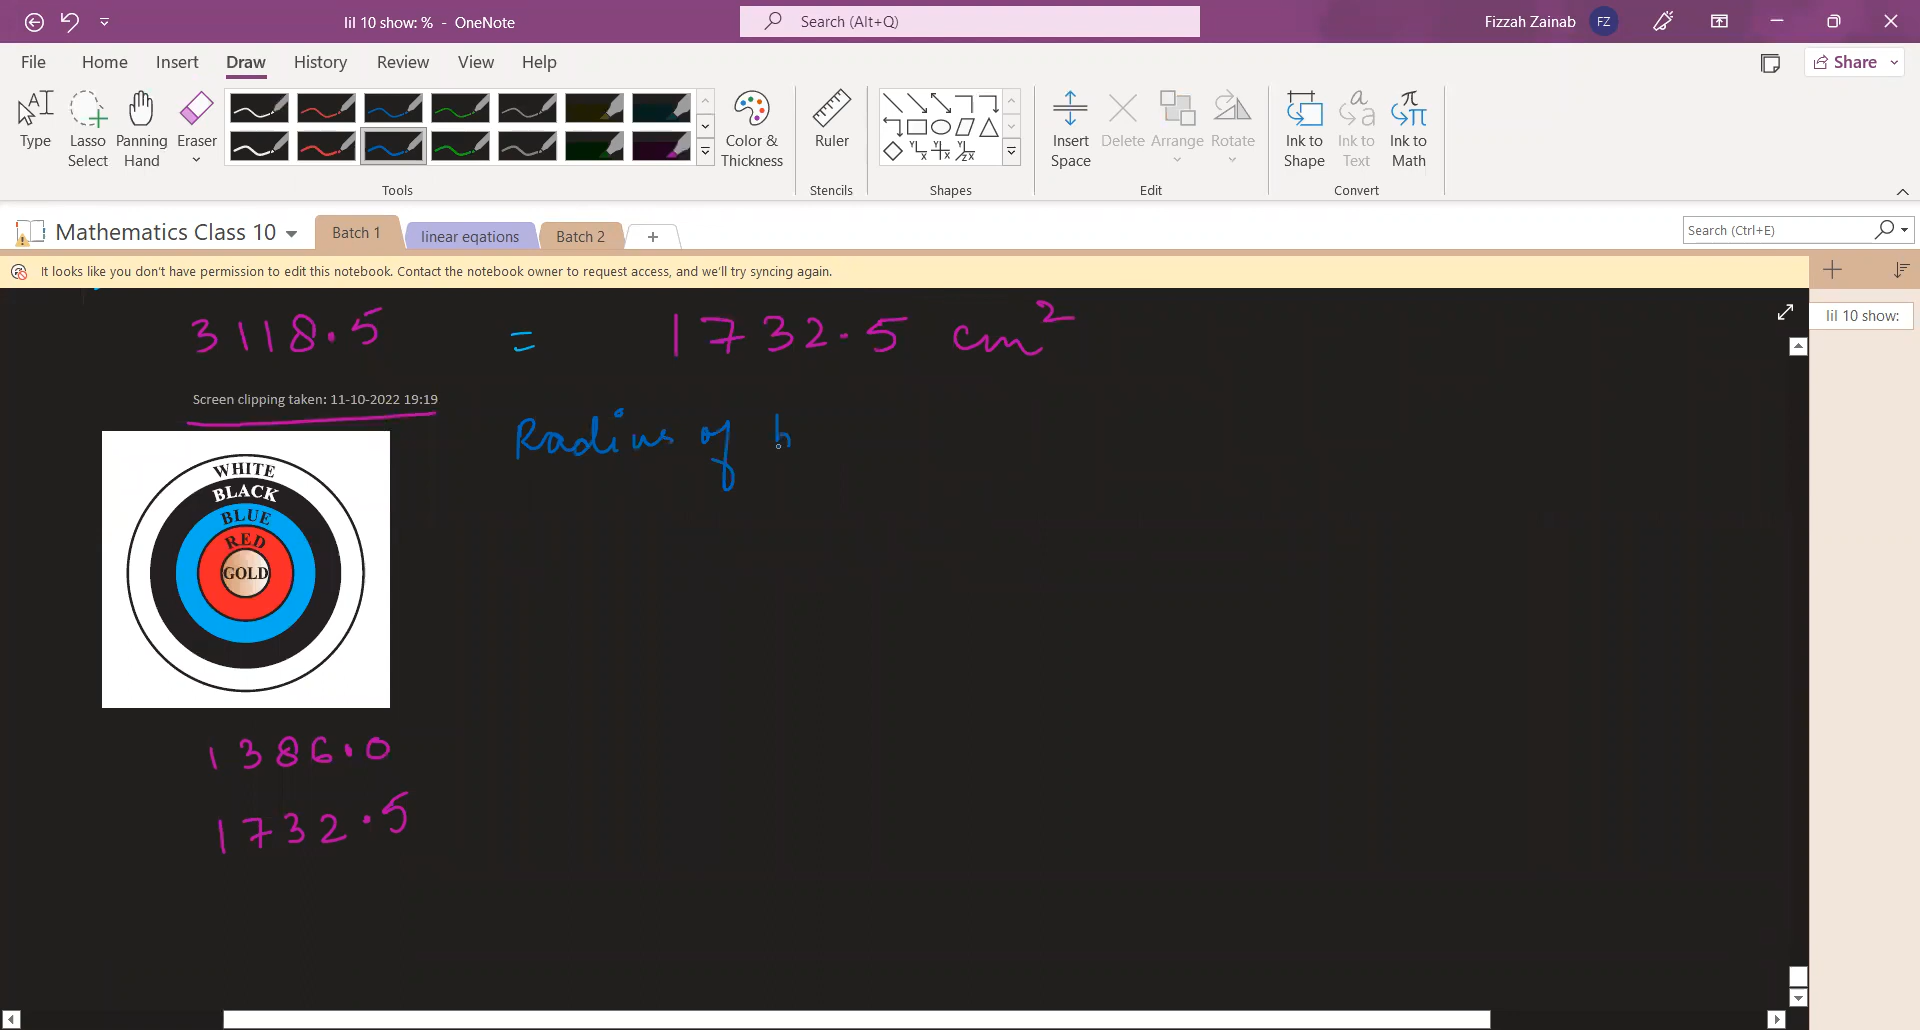 lil 10 show: % - OneNote
Search (Alt+Q)
Fizzah Zainab FZ
File Home Insert Draw History Review View Help
Share
Type
Lasso Select
Panning Hand
Eraser
Color & Thickness
Ruler
Insert Space
Delete
Arrange
Rotate
Ink to Shape
Ink to Text
Ink to Math
Tools Stencils Shapes Edit Convert
Mathematics Class 10
Batch 1
linear eqations
Batch 2
Search (Ctrl+E)
It looks like you don't have permission to edit this notebook. Contact the notebook owner to request access, and we'll try syncing again.
lil 10 show:
3118.5 = 1732.5 cm²
Screen clipping taken: 11-10-2022 19:19
Radius of
WHITE
BLACK
BLUE
RED
GOLD
1386.0
1732.5